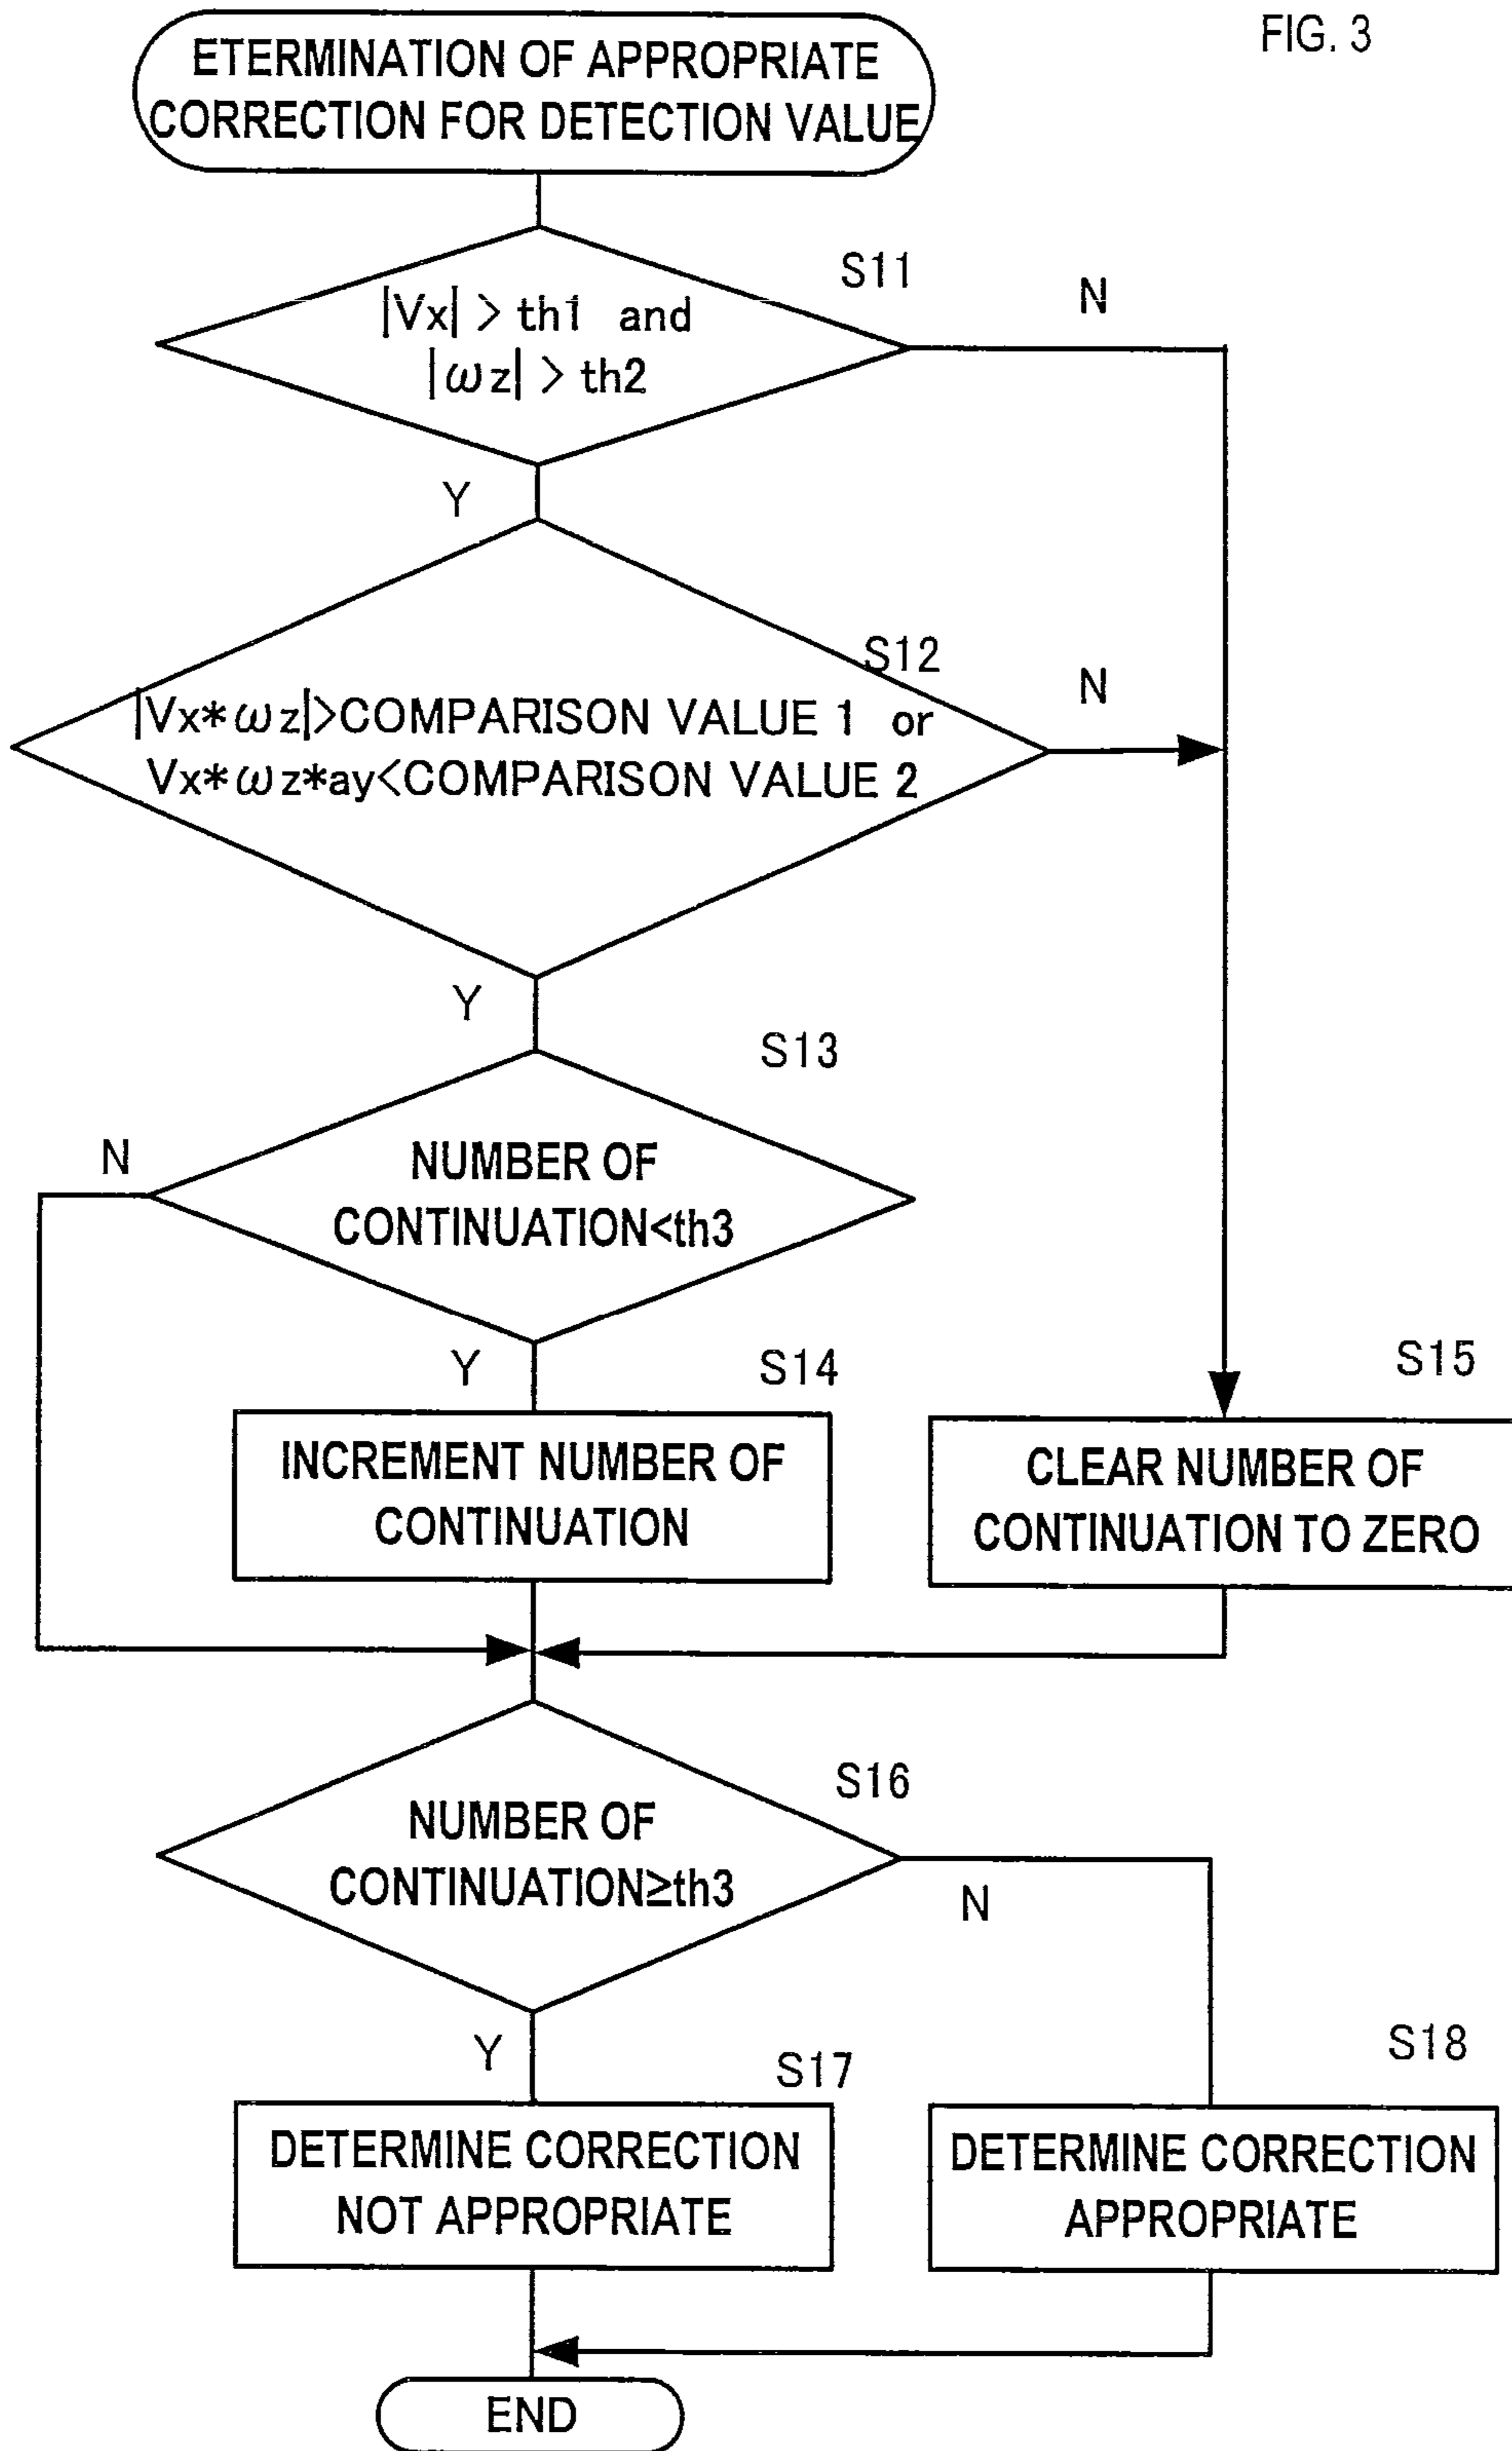 FIG. 3
ETERMINATION OF APPROPRIATE
CORRECTION FOR DETECTION VALUE
S11
|Vx| > th1 and
|ωz| > th2
N
Y
S12
|Vx*ωz|>COMPARISON VALUE 1 or
Vx*ωz*ay<COMPARISON VALUE 2
N
Y
S13
N
NUMBER OF
CONTINUATION<th3
Y
S14
INCREMENT NUMBER OF
CONTINUATION
S15
CLEAR NUMBER OF
CONTINUATION TO ZERO
S16
NUMBER OF
CONTINUATION≥th3
N
Y
S17
DETERMINE CORRECTION
NOT APPROPRIATE
S18
DETERMINE CORRECTION
APPROPRIATE
END